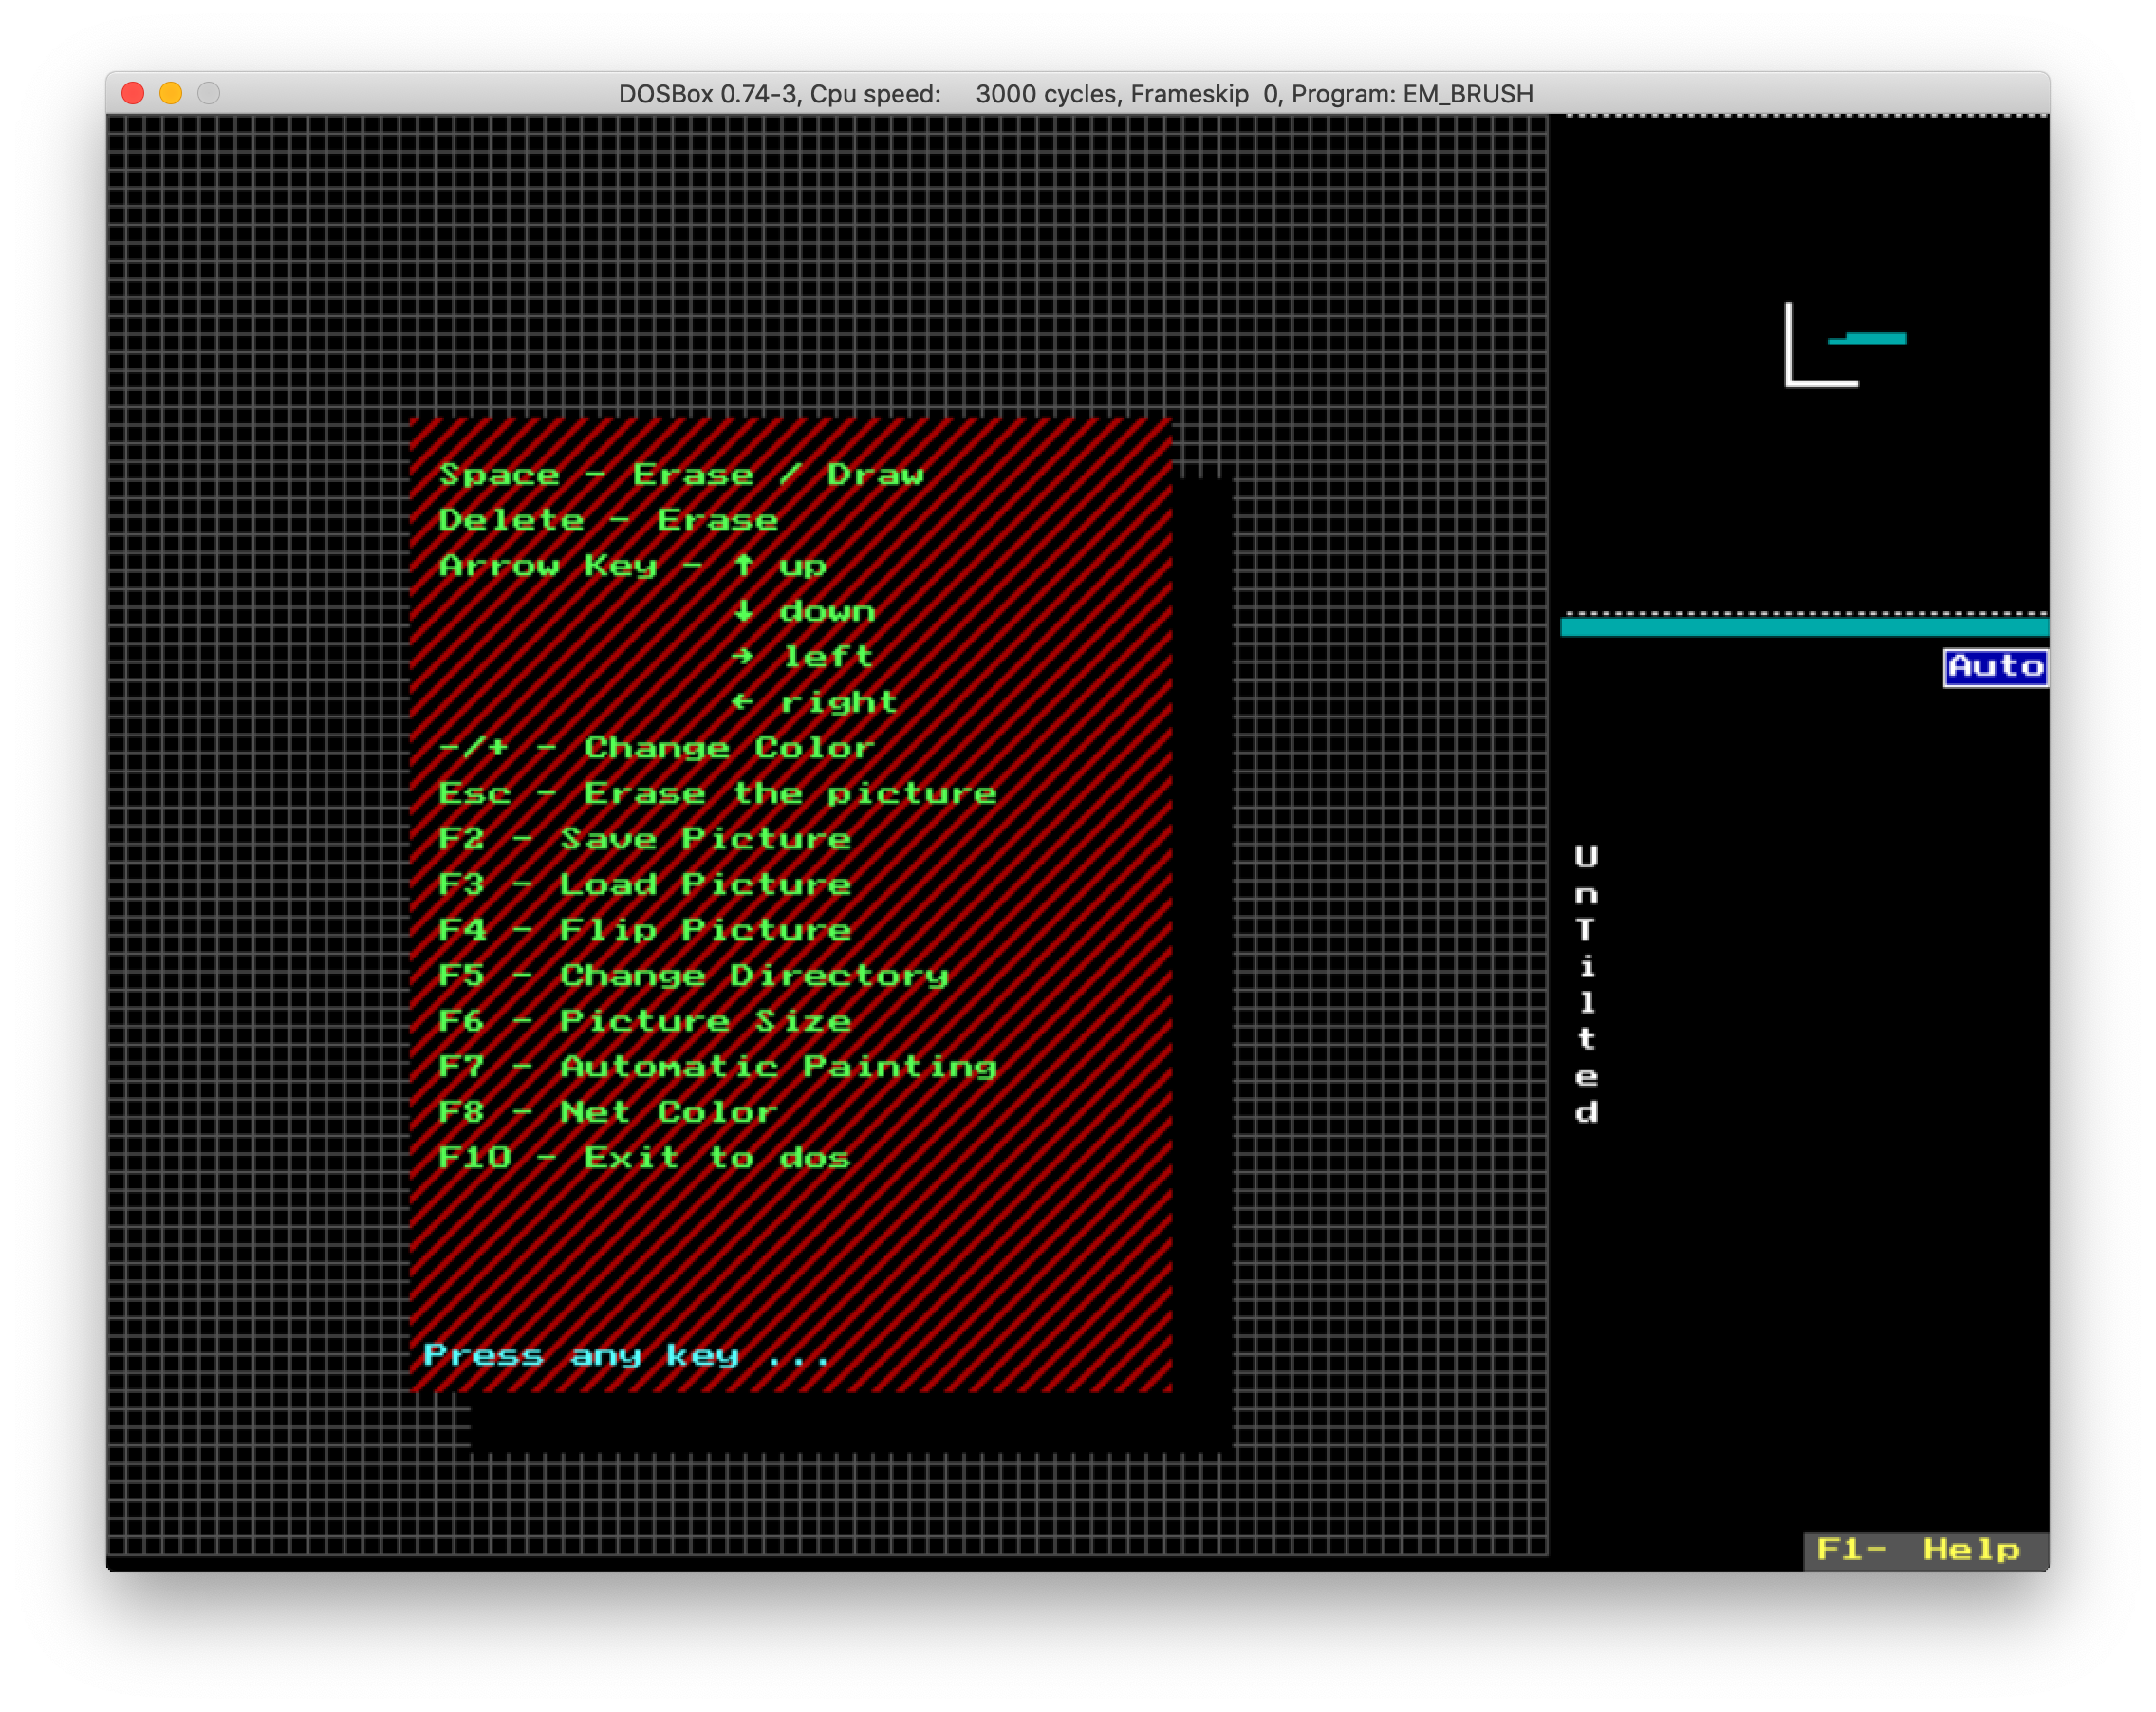 DOSBox 0.74-3, Cpu speed: 3000 cycles, Frameskip 0, Program: EM_BRUSH
Space - Erase / Draw
Delete - Erase
Arrow Key - ↑ up
↓ down
→ left
← right
-/+ - Change Color
Esc - Erase the picture
F2 - Save Picture
F3 - Load Picture
F4 - Flip Picture
F5 - Change Directory
F6 - Picture Size
F7 - Automatic Painting
F8 - Net Color
F10 - Exit to dos
Press any key ...
Auto
UnTilted
F1- Help